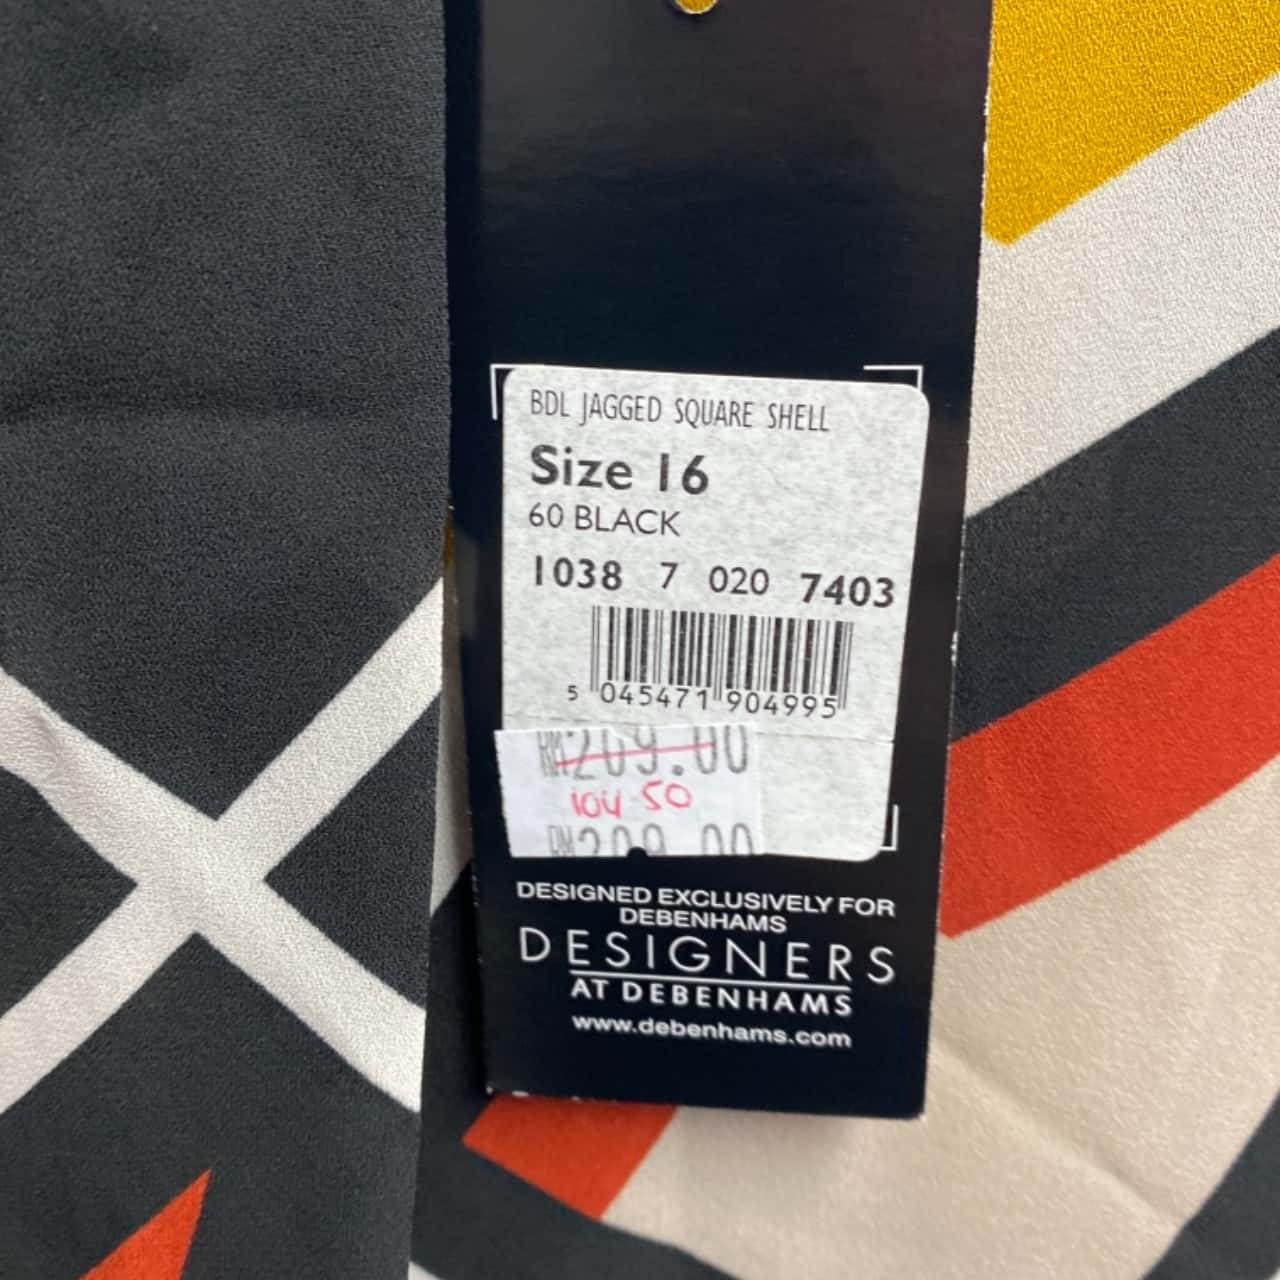 BDL JAGGED SQUARE SHELL
Size 16
60 BLACK
1038 7 020 7403
5 045471 904995
RM209.00
104.50
RM209.00
DESIGNED EXCLUSIVELY FOR
DEBENHAMS
DESIGNERS
AT DEBENHAMS
www.debenhams.com